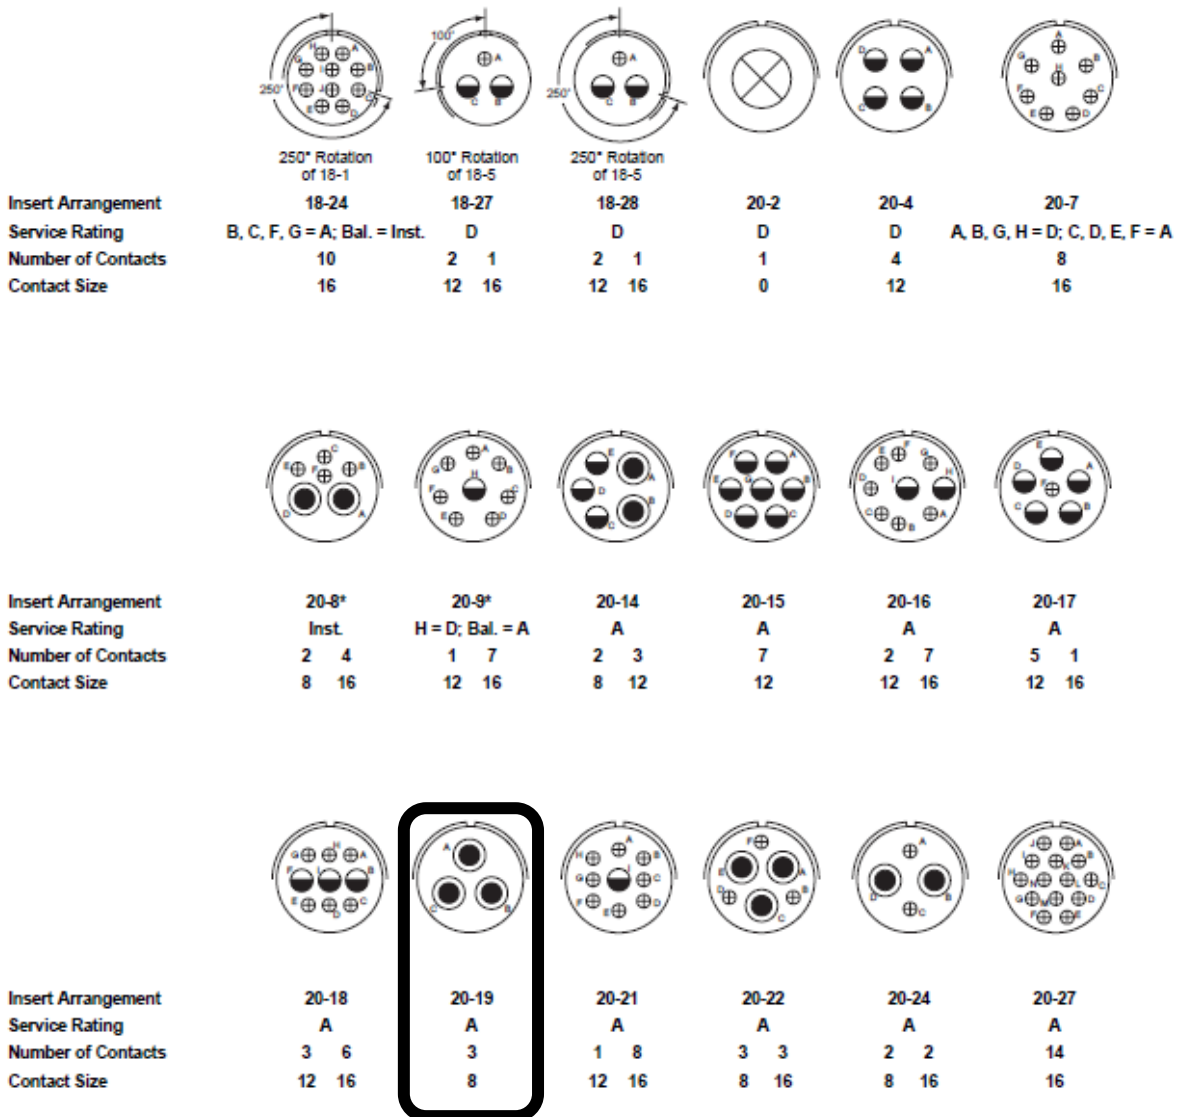 100°
250°
250°
H A G I B F J C E D
A C B
A C B
D A C B
A G B H F C E D
250° Rotation of 18-1
100° Rotation of 18-5
250° Rotation of 18-5
Insert Arrangement 18-24 18-27 18-28 20-2 20-4 20-7
Service Rating B, C, F, G = A; Bal. = Inst. D D D D A, B, G, H = D; C, D, E, F = A
Number of Contacts 10 2 1 2 1 1 4 8
Contact Size 16 12 16 12 16 0 12 16
C E F B D A
A G H B F C E D
E A D B C
F A E G B D C
E F G D I H C B A
E D A F C B
Insert Arrangement 20-8* 20-9* 20-14 20-15 20-16 20-17
Service Rating Inst. H = D; Bal. = A A A A A
Number of Contacts 2 4 1 7 2 3 7 2 7 5 1
Contact Size 8 16 12 16 8 12 12 12 16 12 16
G H A F I B E D C
A C B
A H B I G C F D E
F E A D B C
A D B C
J A I K B H N L C G M D F E
Insert Arrangement 20-18 20-19 20-21 20-22 20-24 20-27
Service Rating A A A A A A
Number of Contacts 3 6 3 1 8 3 3 2 2 14
Contact Size 12 16 8 12 16 8 16 8 16 16